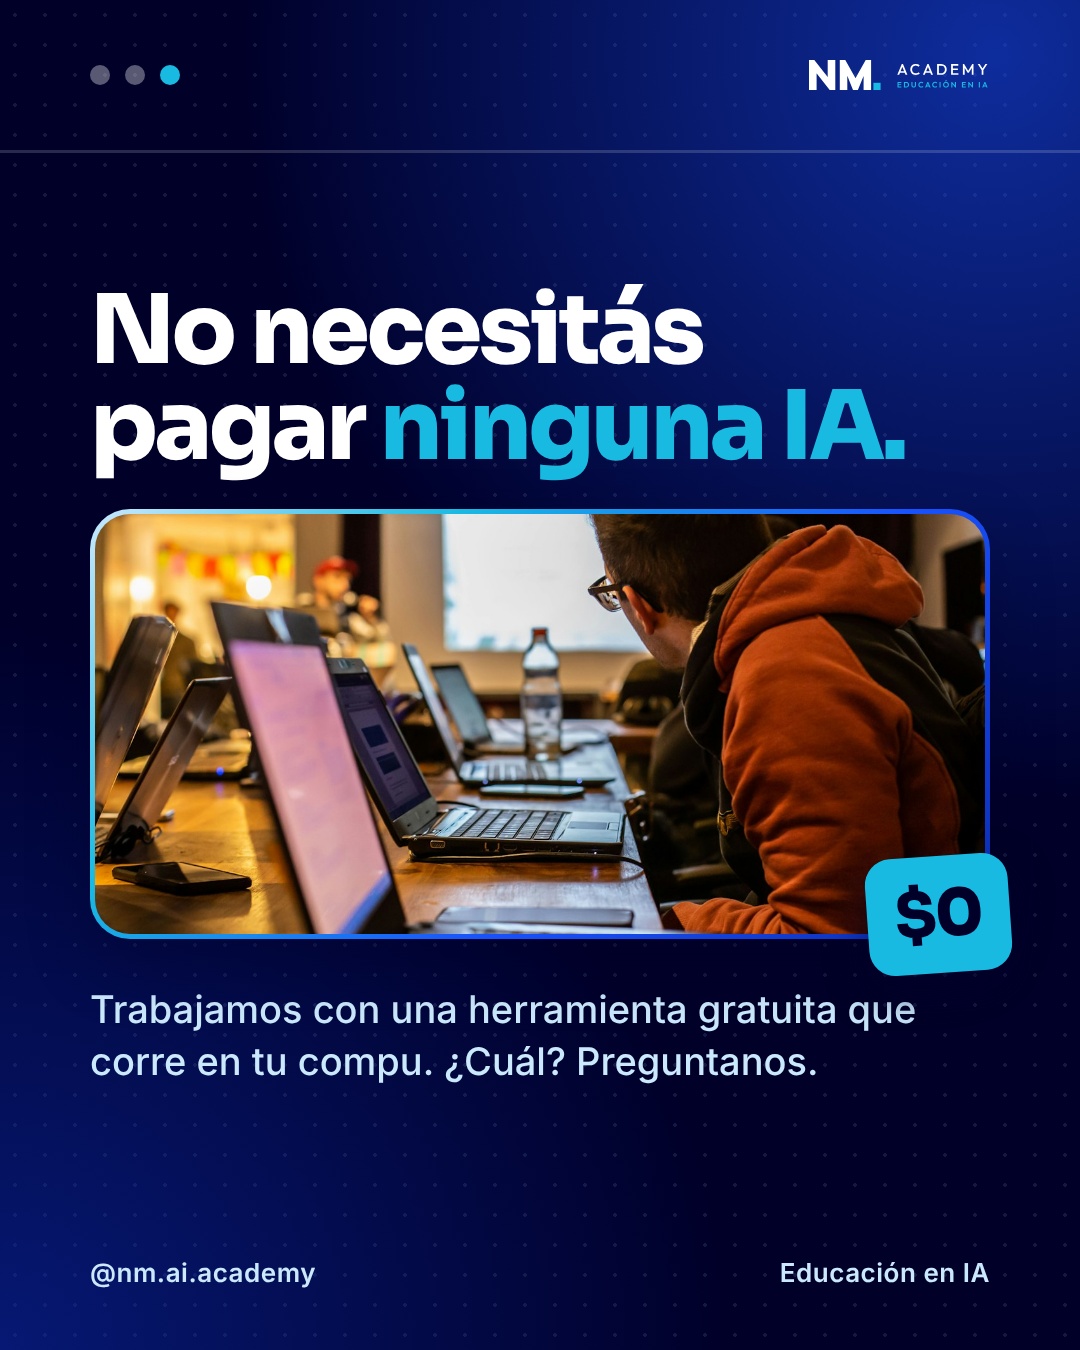 NM. ACADEMY
EDUCACIÓN EN IA
No necesitás
pagar ninguna IA.
$0
Trabajamos con una herramienta gratuita que
corre en tu compu. ¿Cuál? Preguntanos.
@nm.ai.academy
Educación en IA